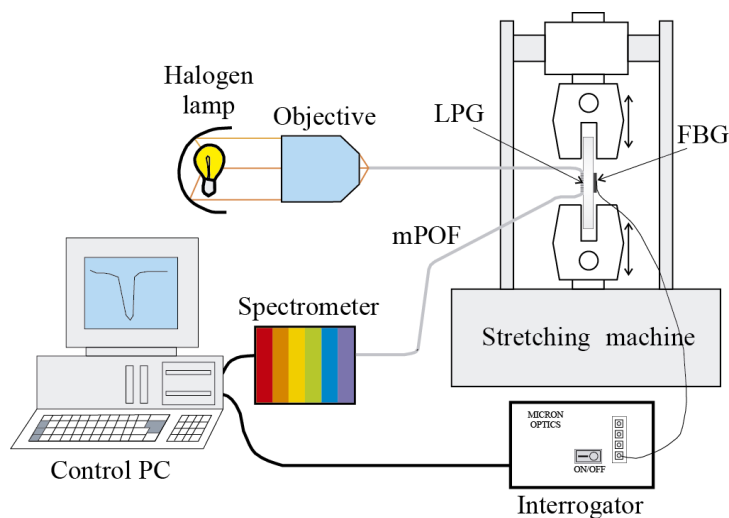 Halogen
lamp
Objective
LPG
FBG
mPOF
Spectrometer
Stretching machine
Control PC
MICRON
OPTICS
ON/OFF
Interrogator